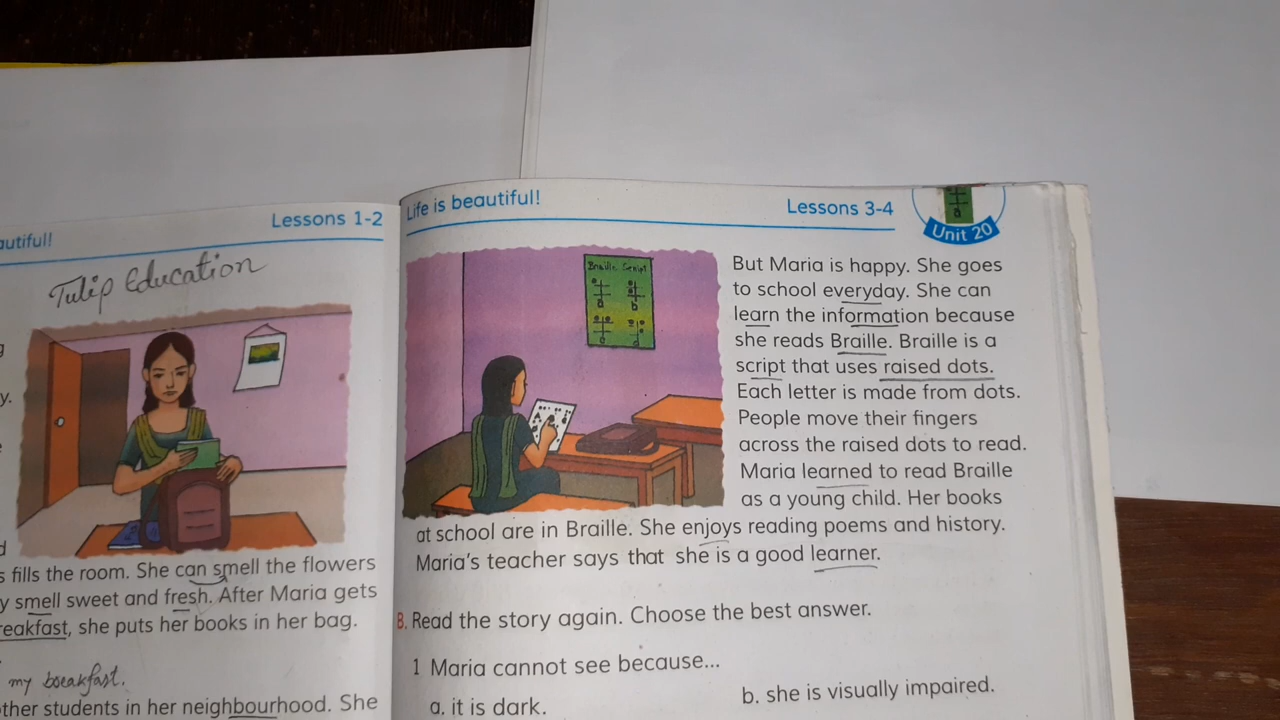 autiful!
Lessons 1-2
Tulip Education
y.
s fills the room. She can smell the flowers
y smell sweet and fresh. After Maria gets
reakfast, she puts her books in her bag.
my breakfast.
ther students in her neighbourhood. She
Life is beautiful!
Lessons 3-4
Unit 20
Braille Script
a b
But Maria is happy. She goes
to school everyday. She can
learn the information because
she reads Braille. Braille is a
script that uses raised dots.
Each letter is made from dots.
People move their fingers
across the raised dots to read.
Maria learned to read Braille
as a young child. Her books
at school are in Braille. She enjoys reading poems and history.
Maria's teacher says that she is a good learner.
B. Read the story again. Choose the best answer.
1 Maria cannot see because...
a. it is dark.
b. she is visually impaired.